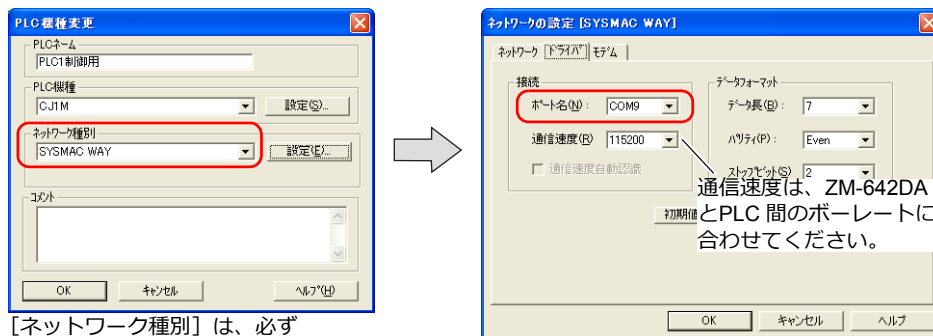 PLC機種変更
PLCネーム
PLC1制御用
PLC機種
CJ1M
設定(S)...
ネットワーク種別
SYSMAC WAY
設定(E)...
コメント
OK
キャンセル
ヘルプ(H)
［ネットワーク種別］は、必ず
ネットワークの設定 [SYSMAC WAY]
ネットワーク
ドライバ
モデム
接続
ポート名(N)：
COM9
通信速度(R)
115200
通信速度自動認識
データフォーマット
データ長(B)：
7
パリティ(P)：
Even
ストップビット(S)
2
初期値
通信速度は、ZM-642DA
とPLC 間のボーレートに
合わせてください。
OK
キャンセル
ヘルプ